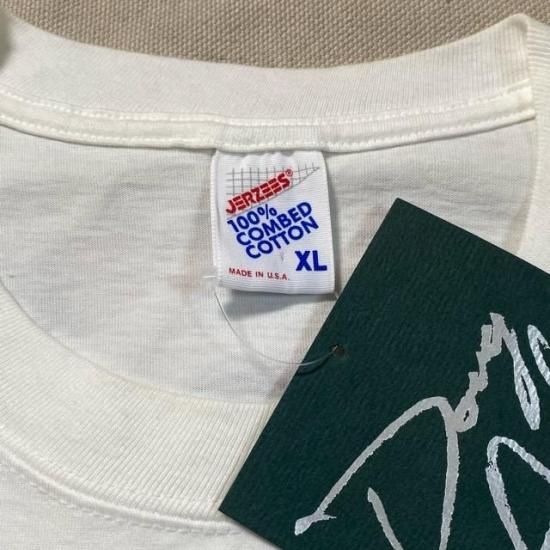 JERZEES®
100%
COMBED
COTTON
XL
MADE IN U.S.A.